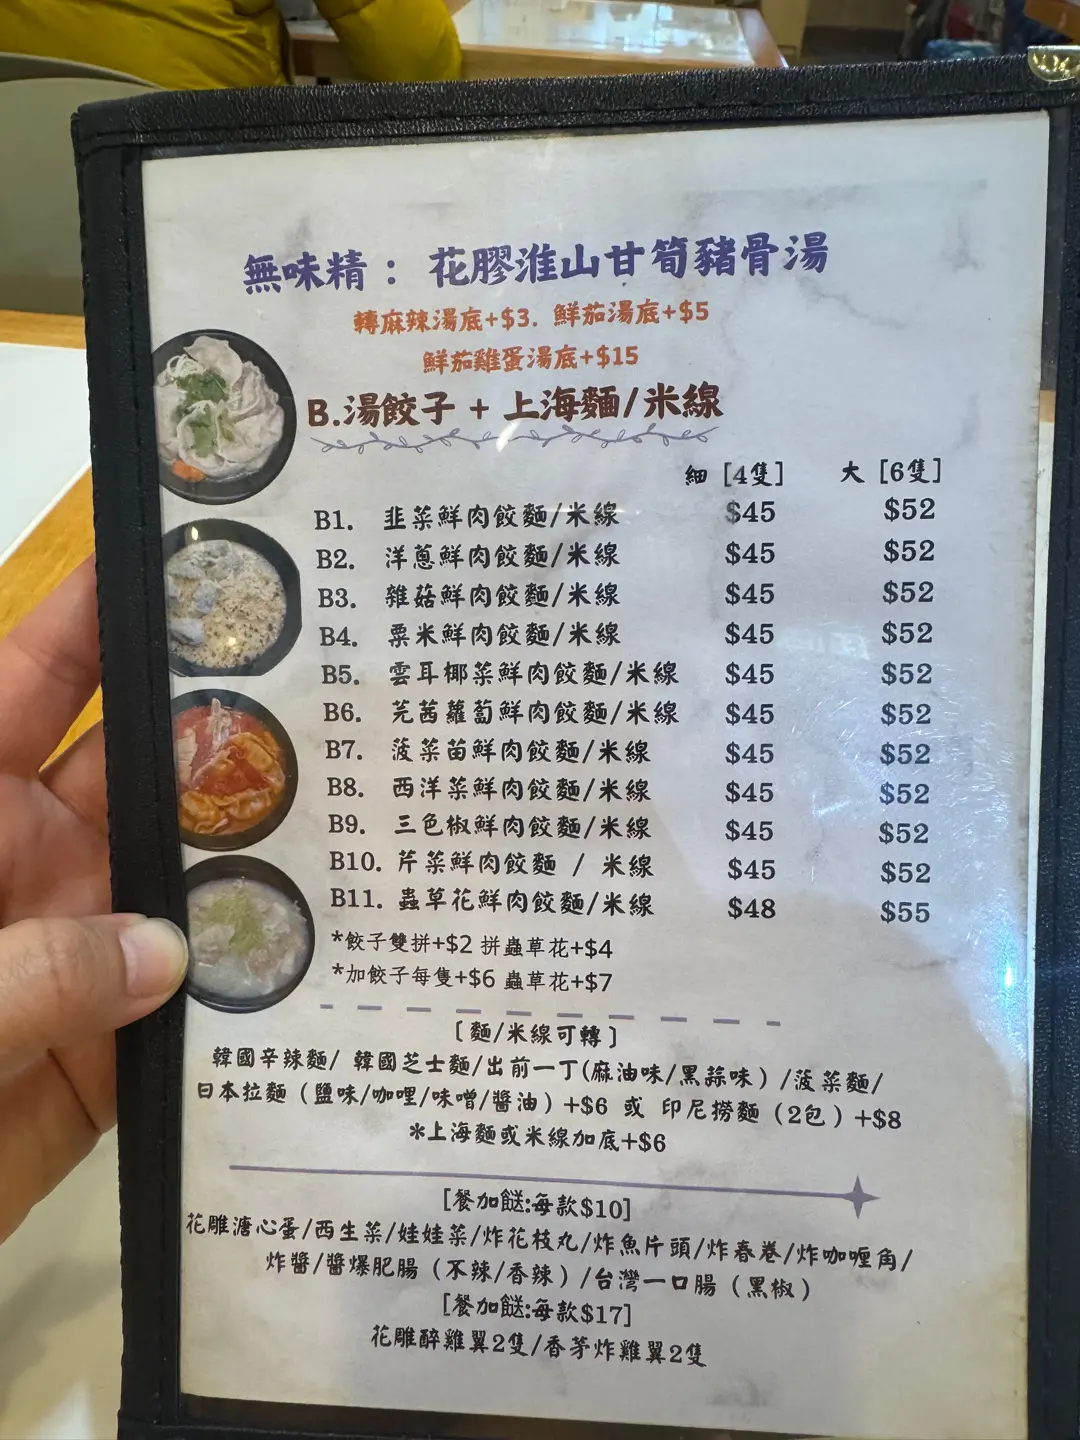 無味精：花膠淮山甘筍豬骨湯
轉麻辣湯底+$3. 鮮茄湯底+$5
鮮茄雞蛋湯底+$15
B.湯餃子 + 上海麵/米線
細 [4隻] 大 [6隻]
B1. 韭菜鮮肉餃麵/米線 $45 $52
B2. 洋蔥鮮肉餃麵/米線 $45 $52
B3. 雜菇鮮肉餃麵/米線 $45 $52
B4. 粟米鮮肉餃麵/米線 $45 $52
B5. 雲耳椰菜鮮肉餃麵/米線 $45 $52
B6. 芫茜蘿蔔鮮肉餃麵/米線 $45 $52
B7. 菠菜苗鮮肉餃麵/米線 $45 $52
B8. 西洋菜鮮肉餃麵/米線 $45 $52
B9. 三色椒鮮肉餃麵/米線 $45 $52
B10. 芹菜鮮肉餃麵 / 米線 $45 $52
B11. 蟲草花鮮肉餃麵/米線 $48 $55
*餃子雙拼+$2 拼蟲草花+$4
*加餃子每隻+$6 蟲草花+$7
[ 麵/米線可轉 ]
韓國辛辣麵/ 韓國芝士麵/出前一丁(麻油味/黑蒜味) /菠菜麵/
日本拉麵（鹽味/咖哩/味噌/醬油）+$6 或 印尼撈麵（2包）+$8
*上海麵或米線加底+$6
[餐加餸:每款$10]
花雕溏心蛋/西生菜/娃娃菜/炸花枝丸/炸魚片頭/炸春卷/炸咖喱角/
炸醬/醬爆肥腸（不辣/香辣）/台灣一口腸（黑椒）
[餐加餸:每款$17]
花雕醉雞翼2隻/香茅炸雞翼2隻